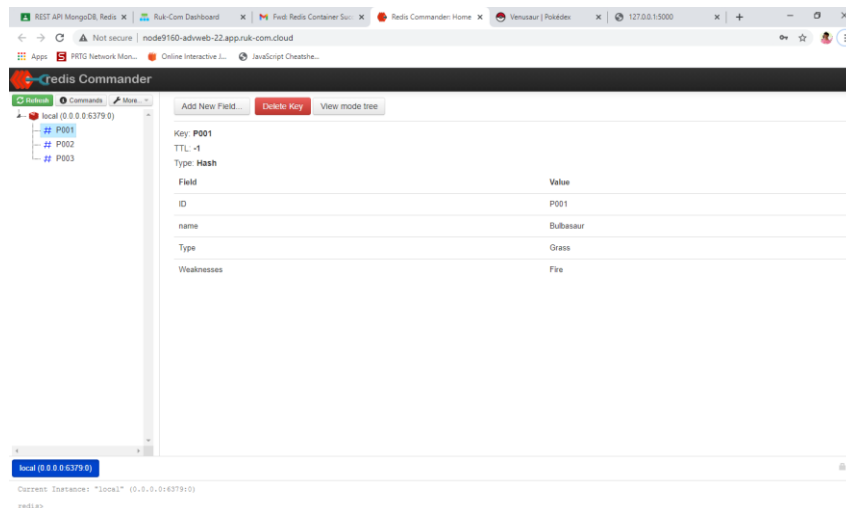 REST API MongoDB, Redis
Ruk-Com Dashboard
Fwd: Redis Container Suc
Redis Commander: Home
Venusaur | Pokédex
127.0.0.1:5000
Not secure | node9160-advweb-22.app.ruk-com.cloud
Apps PRTG Network Mon... Online Interactive J... JavaScript Cheatshe...
redis Commander
Refresh Commands More...
local (0.0.0.0:6379:0)
P001
P002
P003
Add New Field... Delete Key View mode tree
Key: P001
TTL: -1
Type: Hash
Field Value
ID P001
name Bulbasaur
Type Grass
Weaknesses Fire
local (0.0.0.0:6379:0)
Current Instance: "local" (0.0.0.0:6379:0)
redis>